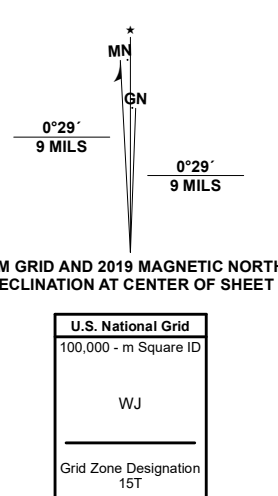 MN
GN
0°29´
9 MILS
0°29´
9 MILS
M GRID AND 2019 MAGNETIC NORTH
ECLINATION AT CENTER OF SHEET
U.S. National Grid
100,000 - m Square ID
WJ
Grid Zone Designation
15T